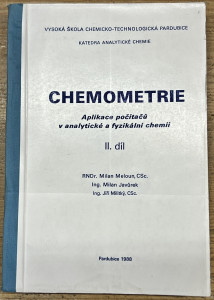 VYSOKÁ ŠKOLA CHEMICKO-TECHNOLOGICKÁ PARDUBICE
KATEDRA ANALYTICKÉ CHEMIE
CHEMOMETRIE
Aplikace počítačů
v analytické a fyzikální chemii
II. díl
RNDr. Milan Meloun, CSc.
Ing. Milan Javůrek
Ing. Jiří Militký, CSc.
Pardubice 1988